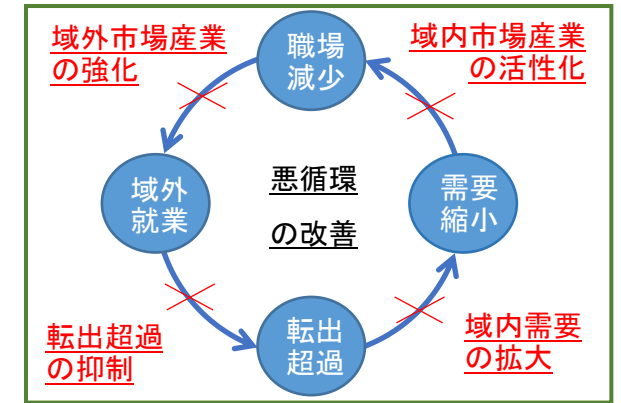 域外市場産業
の強化
職場
減少
域内市場産業
の活性化
域外
就業
悪循環
の改善
需要
縮小
転出超過
の抑制
転出
超過
域内需要
の拡大